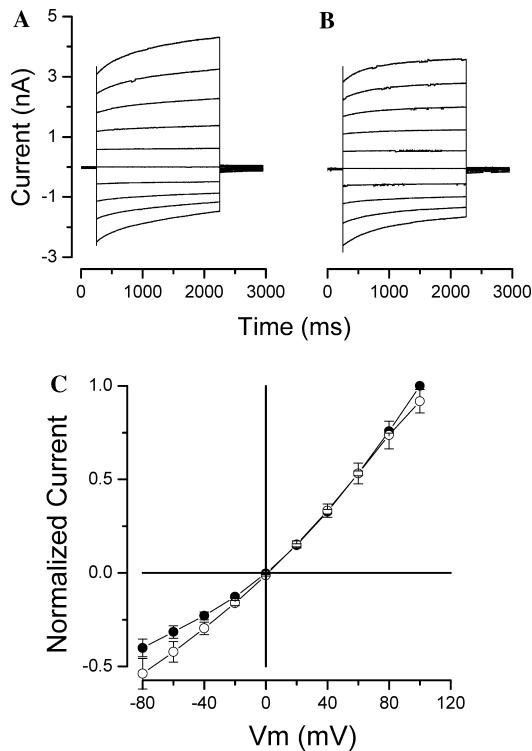 A
B
5
3
1
-1
-3
Current (nA)
0 1000 2000 3000
0 1000 2000 3000
Time (ms)
C
1.0
0.5
0.0
-0.5
Normalized Current
-80 -40 0 40 80 120
Vm (mV)